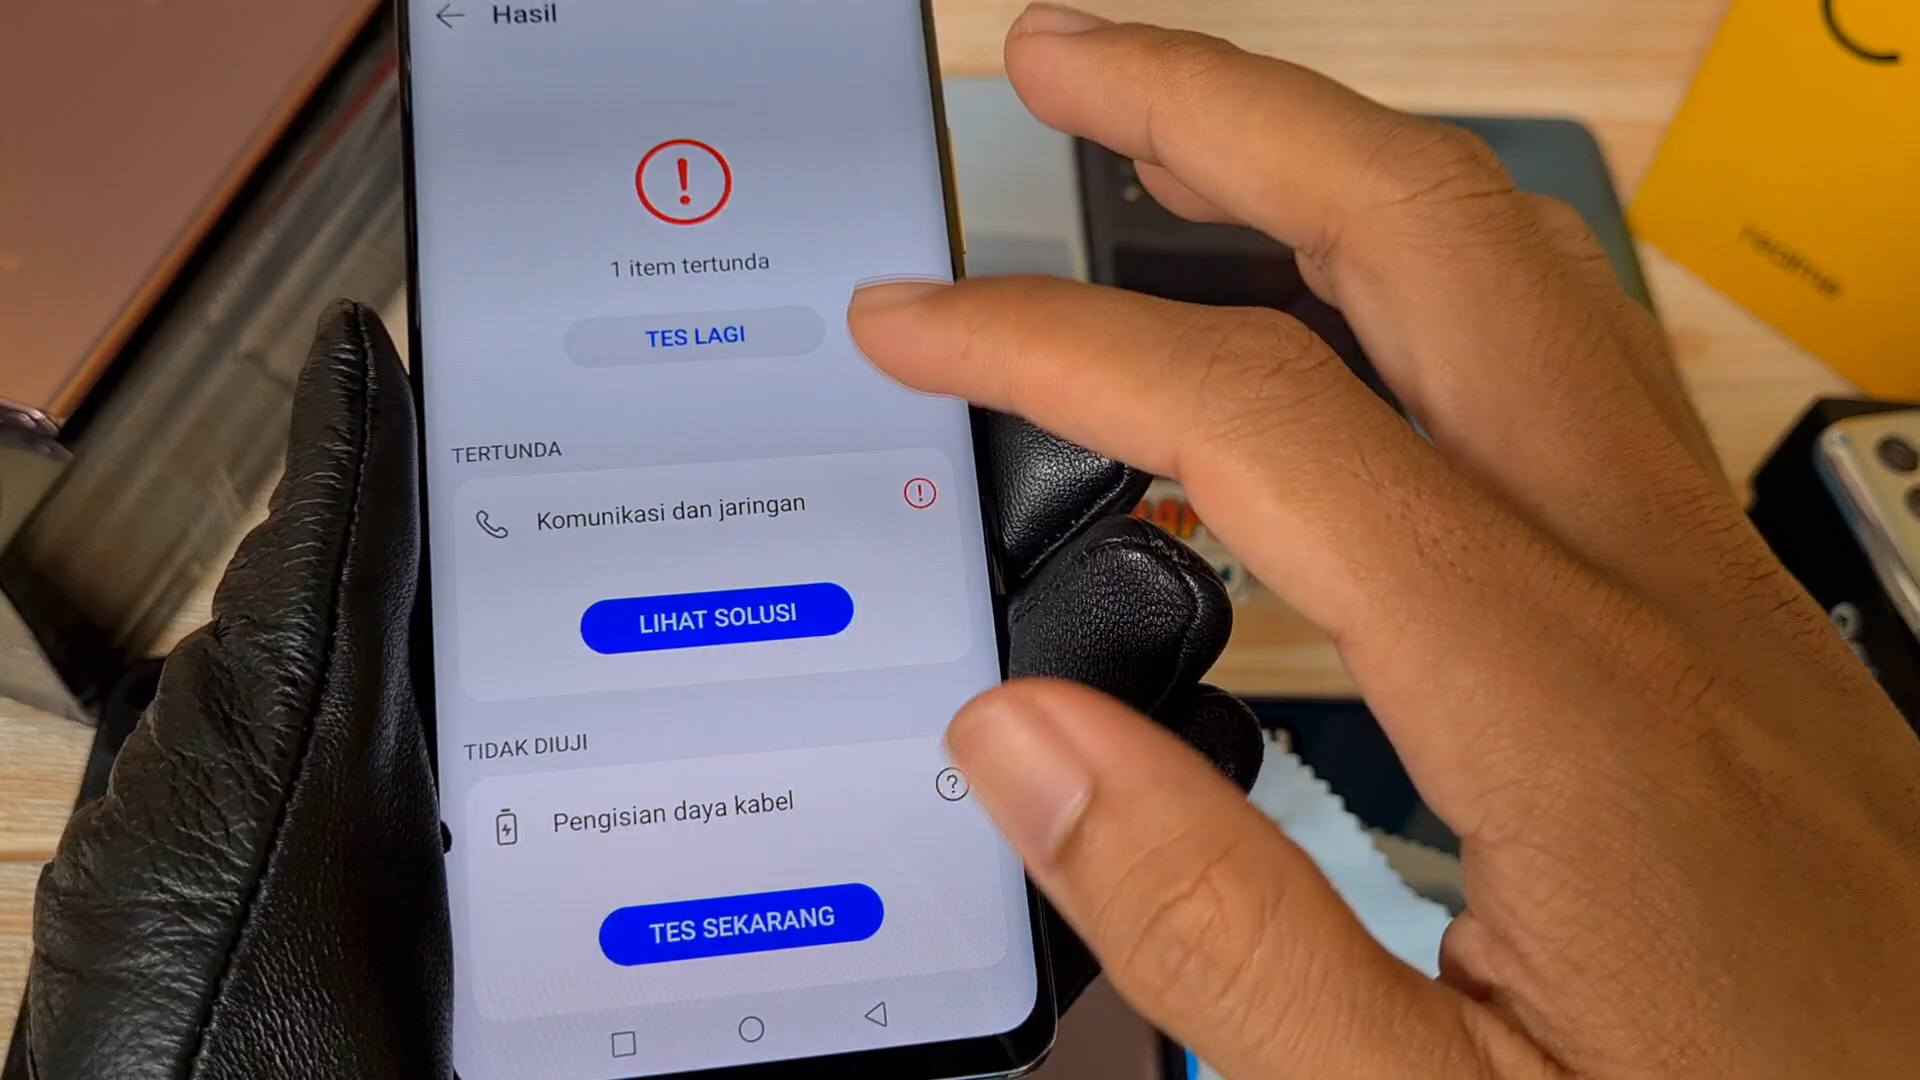 Hasil
1 item tertunda
TES LAGI
TERTUNDA
Komunikasi dan jaringan
LIHAT SOLUSI
TIDAK DIUJI
Pengisian daya kabel
TES SEKARANG
realme